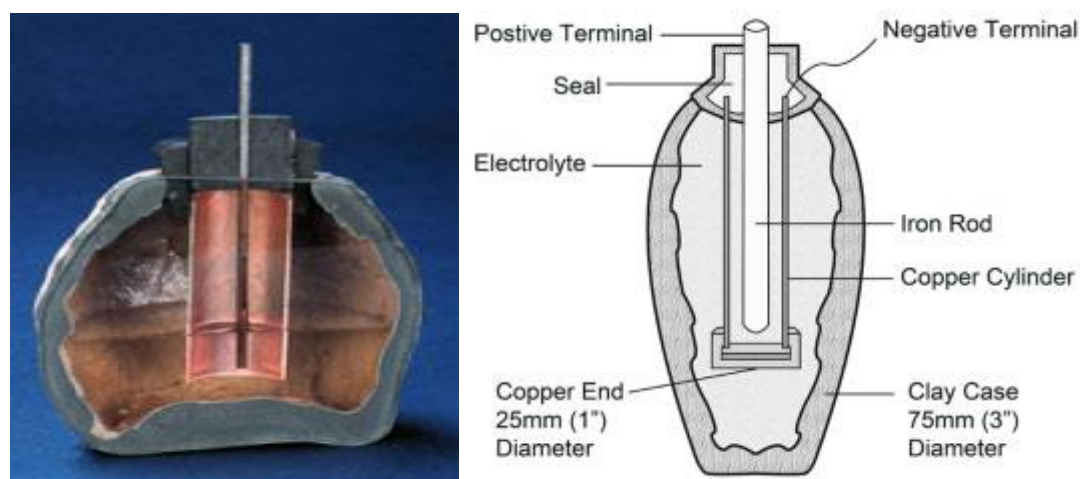 Postive Terminal
Negative Terminal
Seal
Electrolyte
Iron Rod
Copper Cylinder
Copper End
25mm (1”)
Diameter
Clay Case
75mm (3”)
Diameter